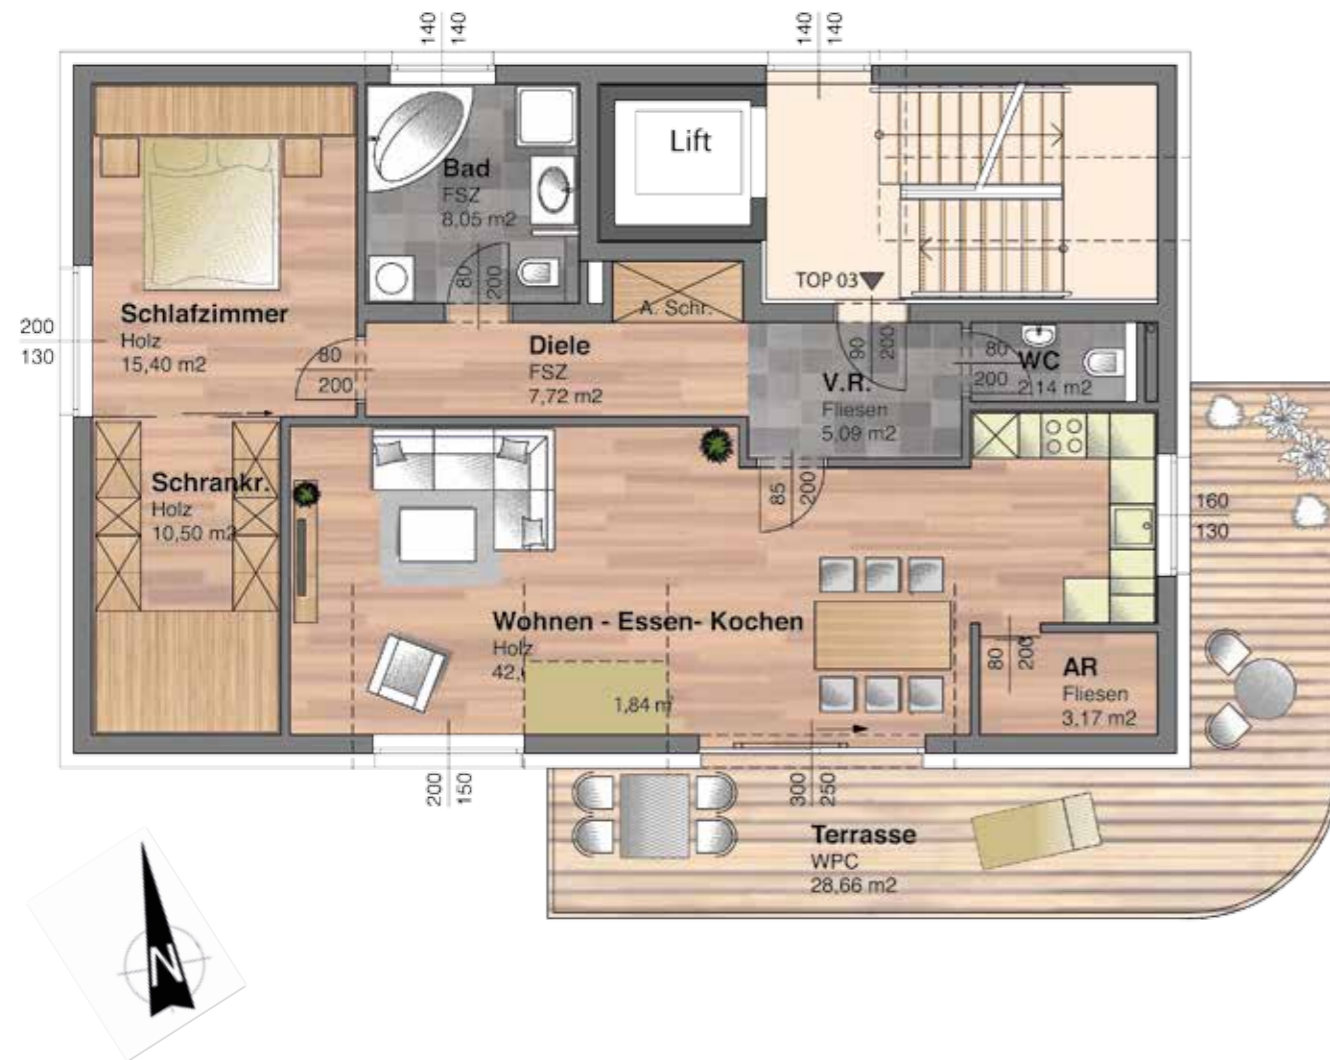 140
140
140
140
Lift
Bad
FSZ
8,05 m2
80
200
TOP 03
A. Schr.
Schlafzimmer
Holz
15,40 m2
200
130
80
200
Diele
FSZ
7,72 m2
90
200
V.R.
Fliesen
5,09 m2
80
200
WC
2,14 m2
Schrankr.
Holz
10,50 m2
85
200
160
130
Wohnen - Essen- Kochen
Holz
42,
1,84 m
80
200
AR
Fliesen
3,17 m2
200
150
300
250
Terrasse
WPC
28,66 m2
N